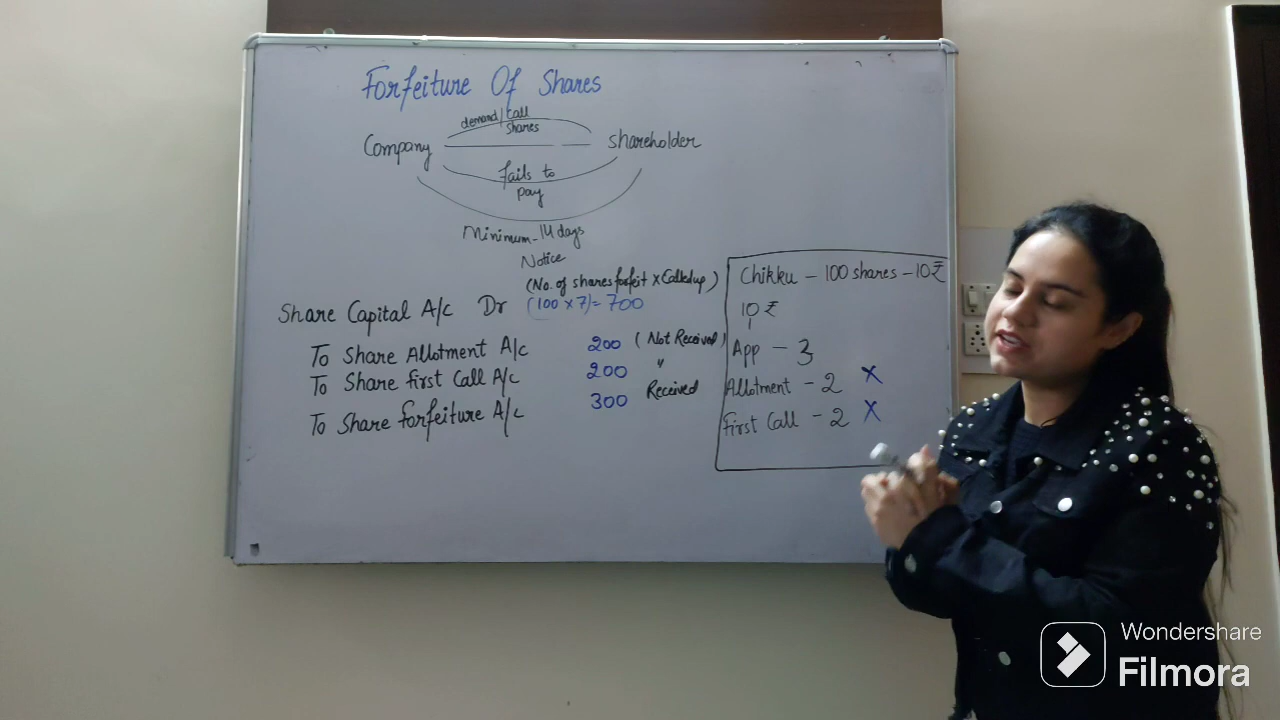 Forfeiture Of Shares
demand/Call
Shares
Company shareholder
Fails to
pay
Minimum-14 days
Notice
(No. of shares forfeit x Called up)
Share Capital A/c Dr (100 x 7)= 700
To Share Allotment A/c 200 (Not Received)
To Share first Call A/c 200 "
To Share forfeiture A/c 300 Received
Chikku - 100 shares - 10₹
10 ₹
App - 3
Allotment - 2 X
First Call - 2 X
Wondershare
Filmora